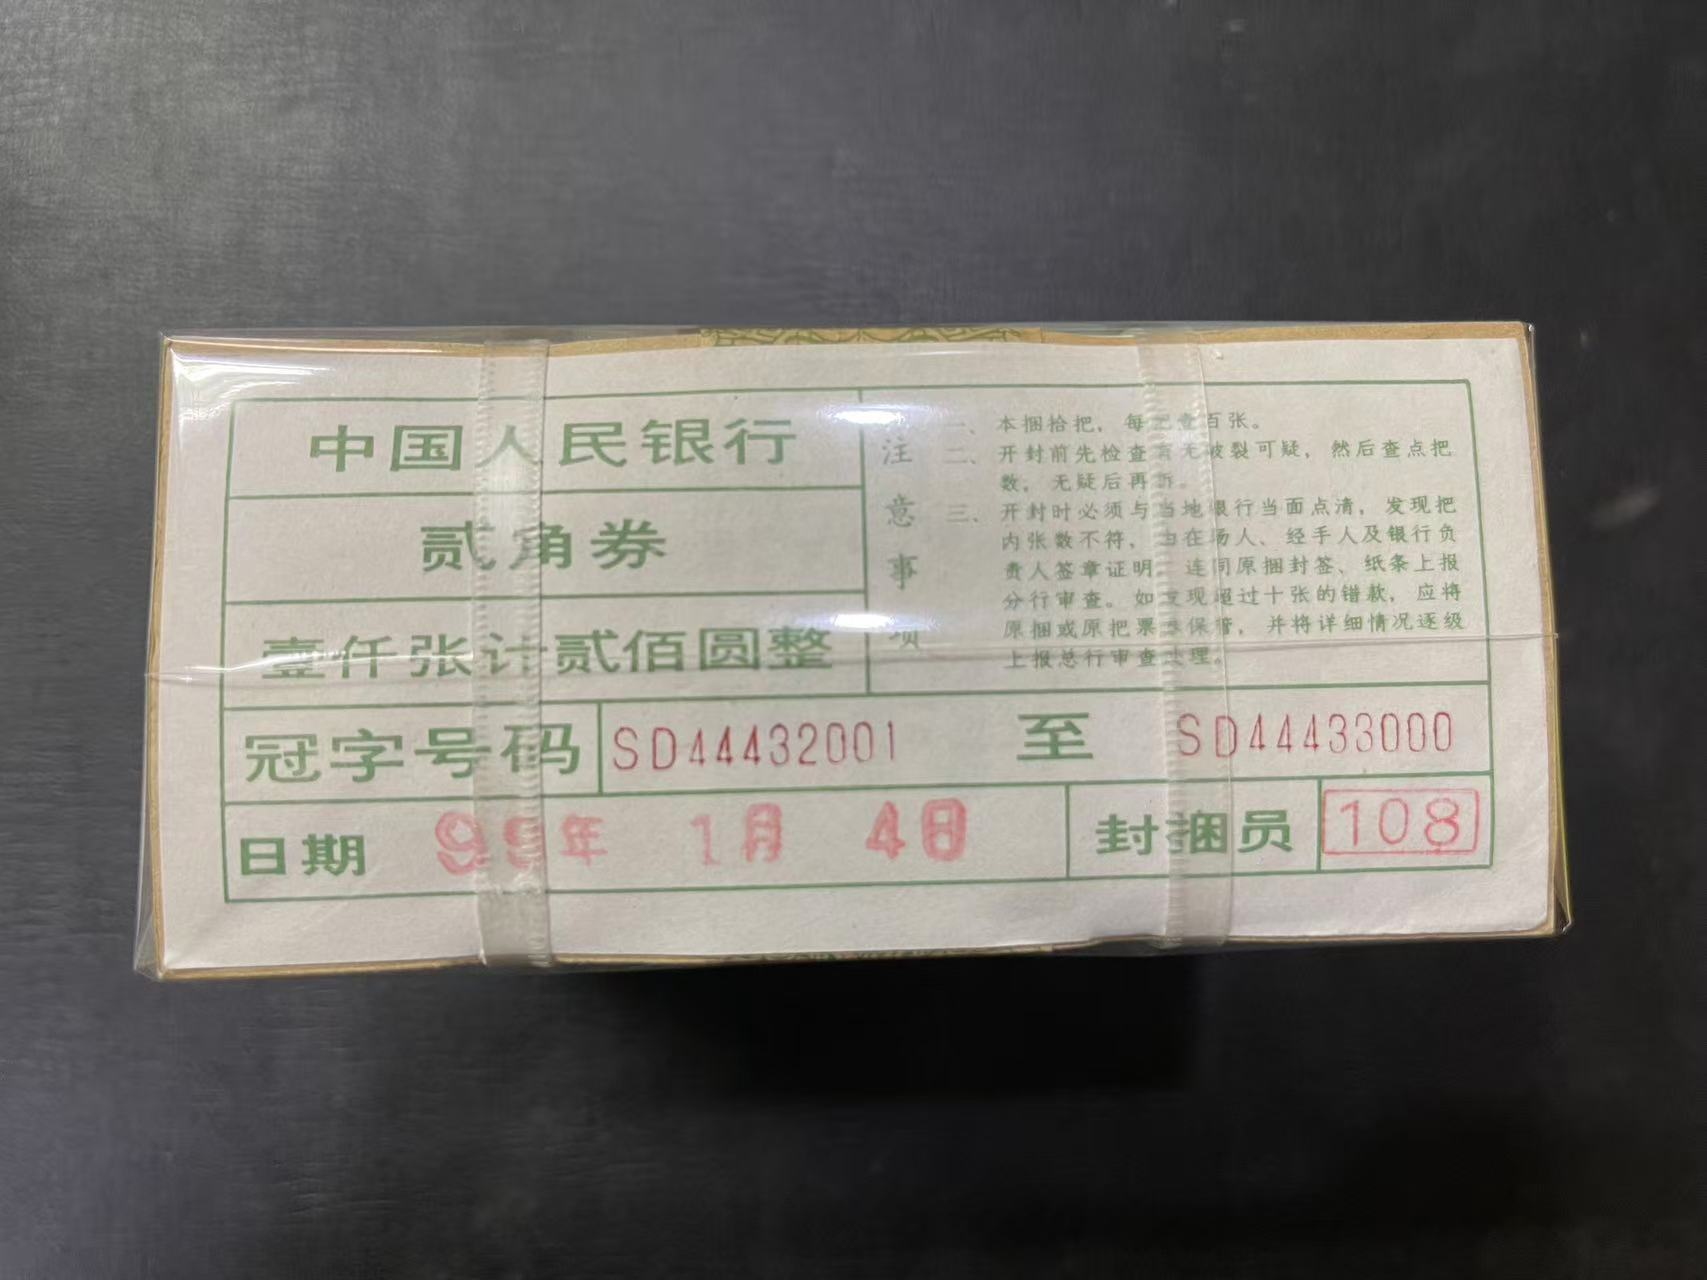 中国人民银行
贰角券
壹仟张计贰佰圆整
注意事项
一、本捆拾把，每把壹百张。
二、开封前先检查有无破裂可疑，然后查点把
数，无疑后再拆。
三、开封时必须与当地银行当面点清，发现把
内张数不符，由在场人、经手人及银行负
责人签章证明，连同原捆封签、纸条上报
分行审查。如发现超过十张的错款，应将
原捆或原把票券保管，并将详细情况逐级
上报总行审查处理。
冠字号码 SD44432001 至 SD44433000
日期 99年 1月 4日 封捆员 108